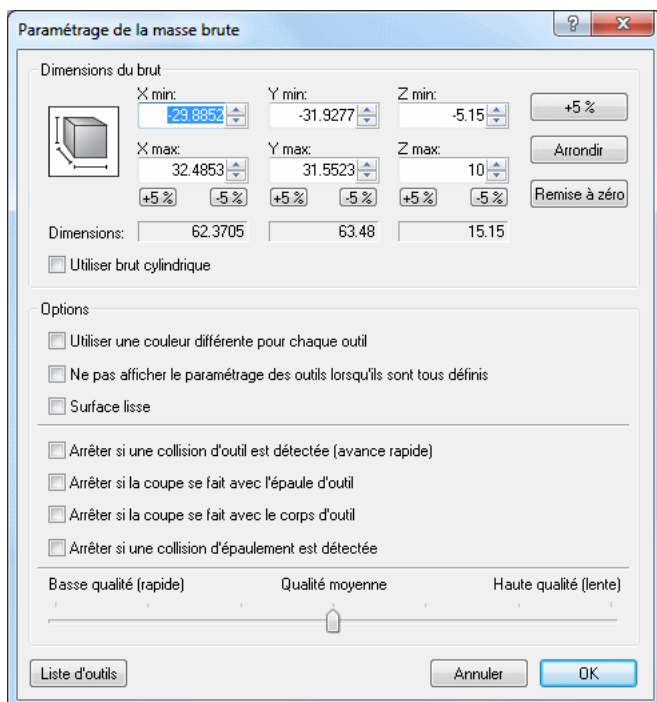 Paramétrage de la masse brute
Dimensions du brut
X min: Y min: Z min:
-29.8852 -31.9277 -5.15 +5 %
X max: Y max: Z max: Arrondir
32.4853 31.5523 10
+5 % -5 % +5 % -5 % +5 % -5 % Remise à zéro
Dimensions: 62.3705 63.48 15.15
Utiliser brut cylindrique
Options
Utiliser une couleur différente pour chaque outil
Ne pas afficher le paramétrage des outils lorsqu'ils sont tous définis
Surface lisse
Arrêter si une collision d'outil est détectée (avance rapide)
Arrêter si la coupe se fait avec l'épaule d'outil
Arrêter si la coupe se fait avec le corps d'outil
Arrêter si une collision d'épaulement est détectée
Basse qualité (rapide) Qualité moyenne Haute qualité (lente)
Liste d'outils Annuler OK